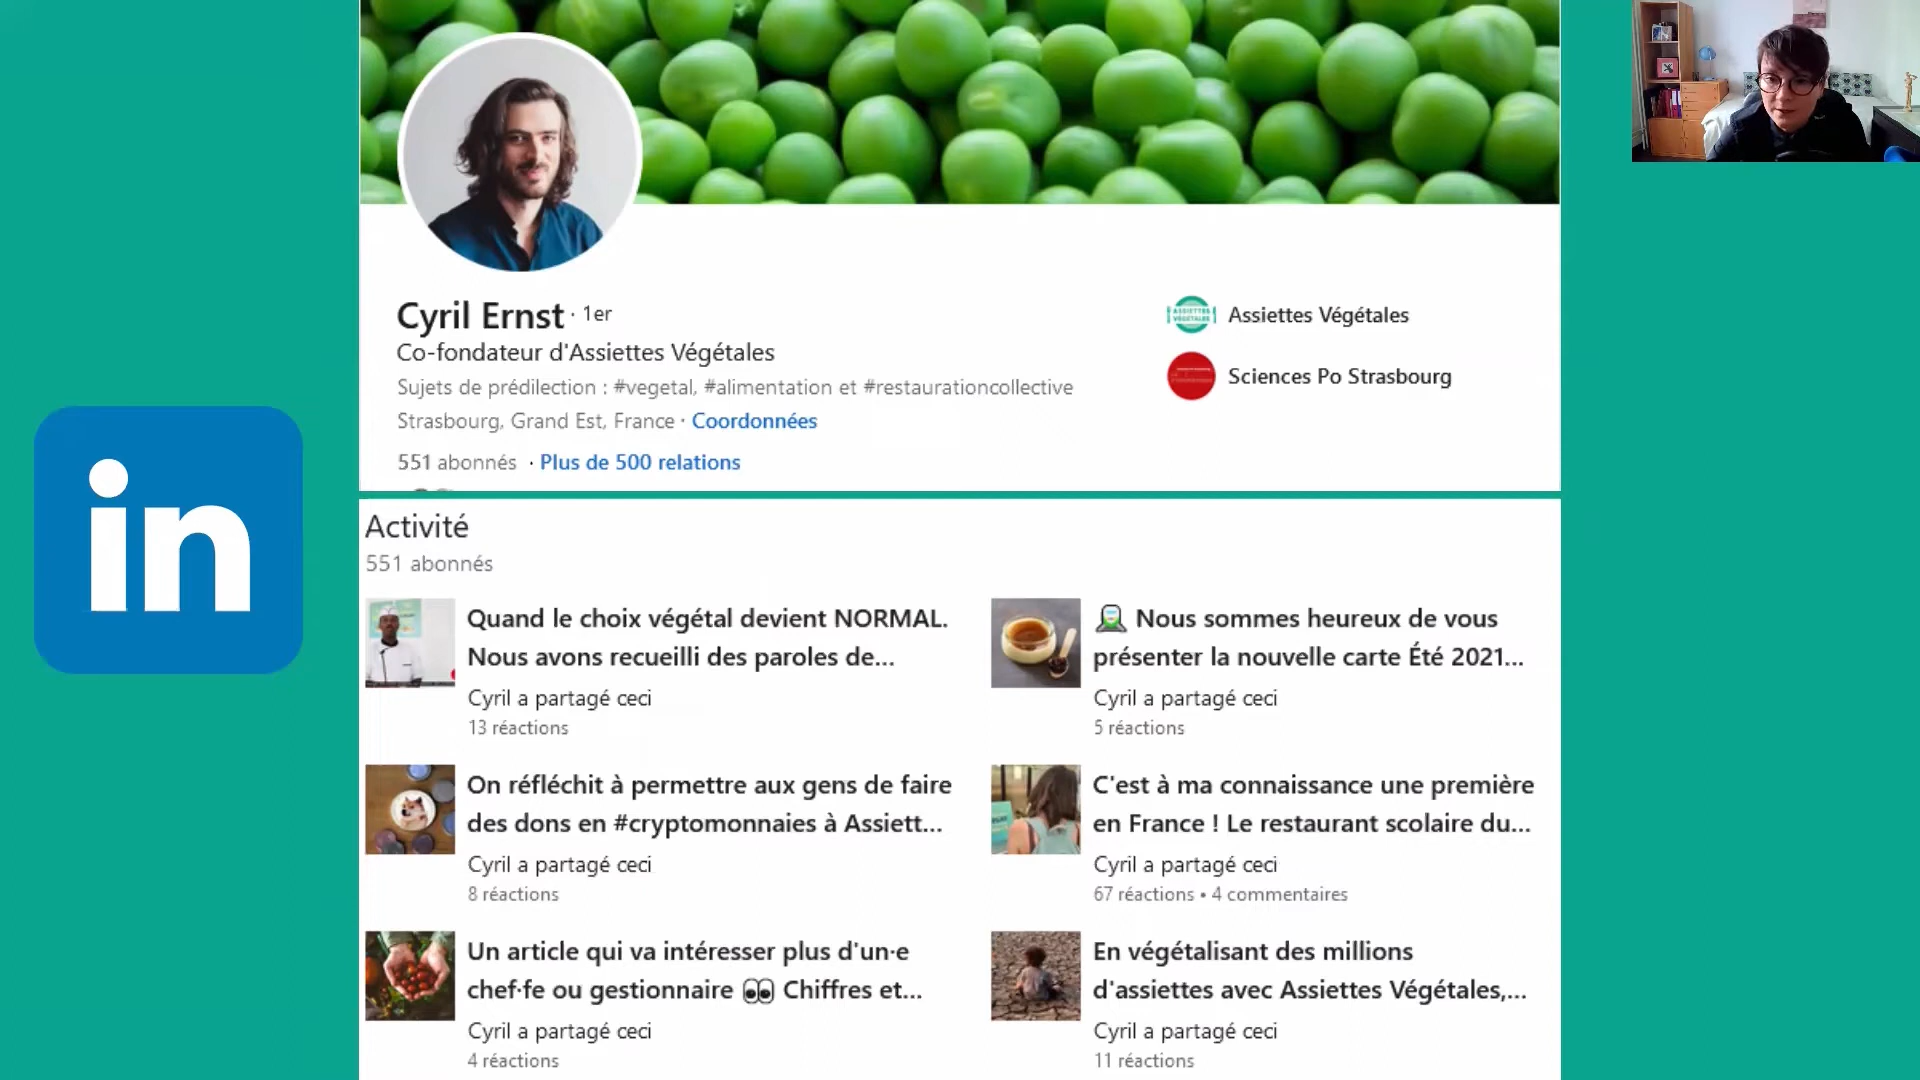 Cyril Ernst · 1er
Co-fondateur d'Assiettes Végétales
Sujets de prédilection : #vegetal, #alimentation et #restaurationcollective
Strasbourg, Grand Est, France · Coordonnées
551 abonnés · Plus de 500 relations
ASSIETTES
VÉGÉTALES
Assiettes Végétales
Sciences Po Strasbourg
in
Activité
551 abonnés
Quand le choix végétal devient NORMAL.
Nous avons recueilli des paroles de...
Cyril a partagé ceci
13 réactions
Nous sommes heureux de vous
présenter la nouvelle carte Été 2021...
Cyril a partagé ceci
5 réactions
On réfléchit à permettre aux gens de faire
des dons en #cryptomonnaies à Assiett...
Cyril a partagé ceci
8 réactions
C'est à ma connaissance une première
en France ! Le restaurant scolaire du...
Cyril a partagé ceci
67 réactions • 4 commentaires
Un article qui va intéresser plus d'un·e
chef·fe ou gestionnaire 👀 Chiffres et...
Cyril a partagé ceci
4 réactions
En végétalisant des millions
d'assiettes avec Assiettes Végétales,...
Cyril a partagé ceci
11 réactions